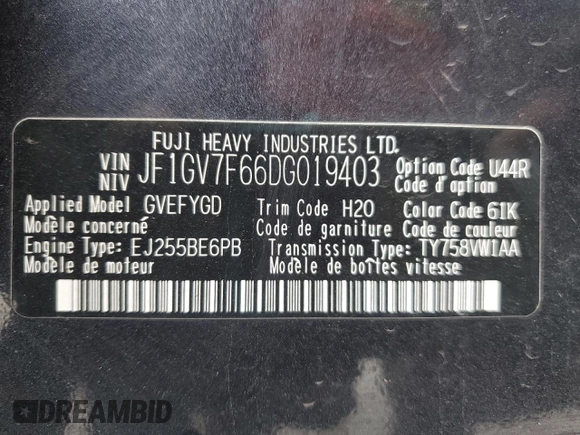 FUJI HEAVY INDUSTRIES LTD.
VIN NIV JF1GV7F66DG019403 Option Code U44R
Code d'option
Applied Model GVEFYGD Trim Code H20 Color Code 61K
Modèle concerné Code de garniture Code de couleur
Engine Type: EJ255BE6PB Transmission Type: TY758VW1AA
Modèle de moteur Modèle de boîtes vitesse
DREAMBID